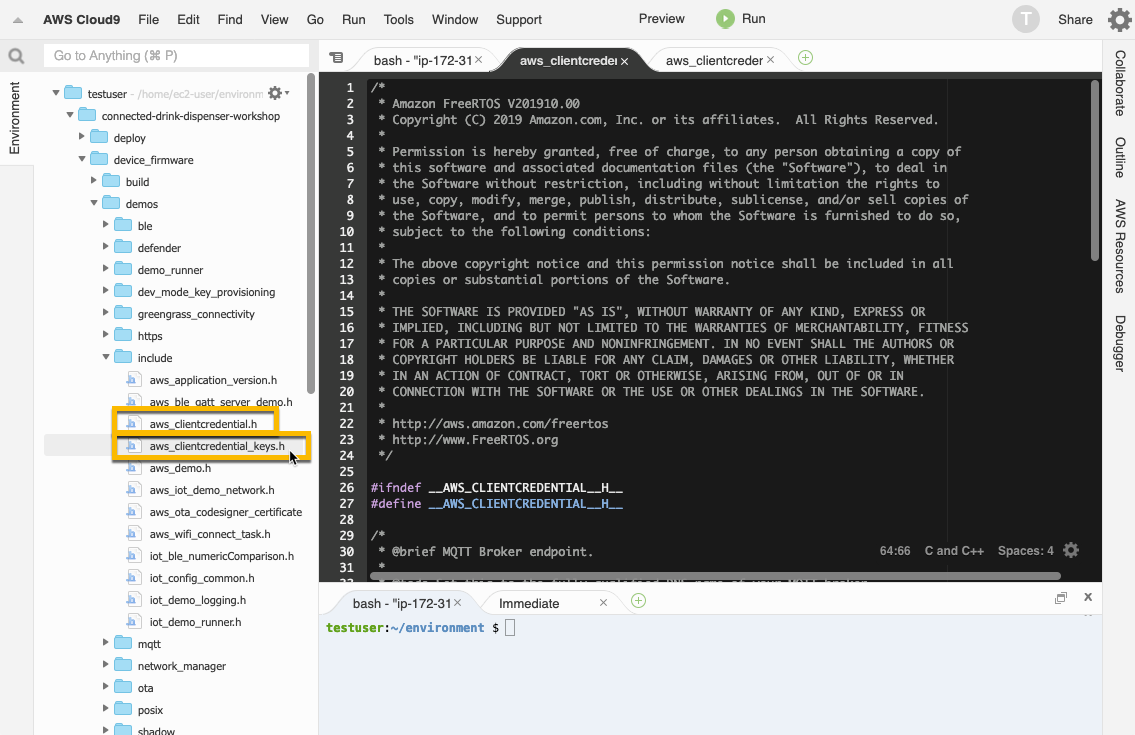 AWS Cloud9 File Edit Find View Go Run Tools Window Support Preview Run T Share
Go to Anything (⌘ P)
bash - "ip-172-31 × aws_clientcreder × aws_clientcreder ×
Environment
testuser - /home/ec2-user/environm
connected-drink-dispenser-workshop
deploy
device_firmware
build
demos
ble
defender
demo_runner
dev_mode_key_provisioning
greengrass_connectivity
https
include
aws_application_version.h
aws_ble_gatt_server_demo.h
aws_clientcredential.h
aws_clientcredential_keys.h
aws_demo.h
aws_iot_demo_network.h
aws_ota_codesigner_certificate
aws_wifi_connect_task.h
iot_ble_numericComparison.h
iot_config_common.h
iot_demo_logging.h
iot_demo_runner.h
mqtt
network_manager
ota
posix
shadow
1 /*
2 * Amazon FreeRTOS V201910.00
3 * Copyright (C) 2019 Amazon.com, Inc. or its affiliates.  All Rights Reserved.
4 *
5 * Permission is hereby granted, free of charge, to any person obtaining a copy of
6 * this software and associated documentation files (the "Software"), to deal in
7 * the Software without restriction, including without limitation the rights to
8 * use, copy, modify, merge, publish, distribute, sublicense, and/or sell copies of
9 * the Software, and to permit persons to whom the Software is furnished to do so,
10 * subject to the following conditions:
11 *
12 * The above copyright notice and this permission notice shall be included in all
13 * copies or substantial portions of the Software.
14 *
15 * THE SOFTWARE IS PROVIDED "AS IS", WITHOUT WARRANTY OF ANY KIND, EXPRESS OR
16 * IMPLIED, INCLUDING BUT NOT LIMITED TO THE WARRANTIES OF MERCHANTABILITY, FITNESS
17 * FOR A PARTICULAR PURPOSE AND NONINFRINGEMENT. IN NO EVENT SHALL THE AUTHORS OR
18 * COPYRIGHT HOLDERS BE LIABLE FOR ANY CLAIM, DAMAGES OR OTHER LIABILITY, WHETHER
19 * IN AN ACTION OF CONTRACT, TORT OR OTHERWISE, ARISING FROM, OUT OF OR IN
20 * CONNECTION WITH THE SOFTWARE OR THE USE OR OTHER DEALINGS IN THE SOFTWARE.
21 *
22 * http://aws.amazon.com/freertos
23 * http://www.FreeRTOS.org
24 */
25
26 #ifndef __AWS_CLIENTCREDENTIAL__H__
27 #define __AWS_CLIENTCREDENTIAL__H__
28
29 /*
30 * @brief MQTT Broker endpoint.
31 *
64:66 C and C++ Spaces: 4
Collaborate
Outline
AWS Resources
Debugger
bash - "ip-172-31 × Immediate ×
testuser:~/environment $